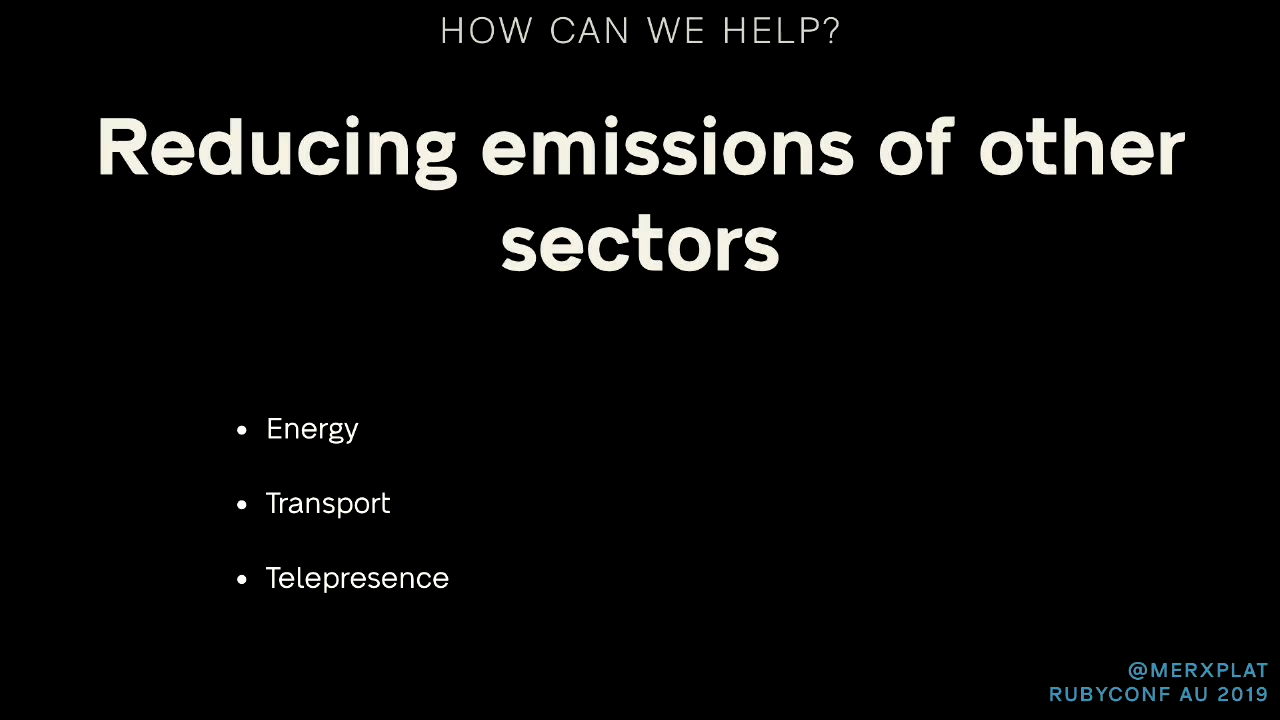 HOW CAN WE HELP?
Reducing emissions of other
sectors
• Energy
• Transport
• Telepresence
@MERXPLAT
RUBYCONF AU 2019